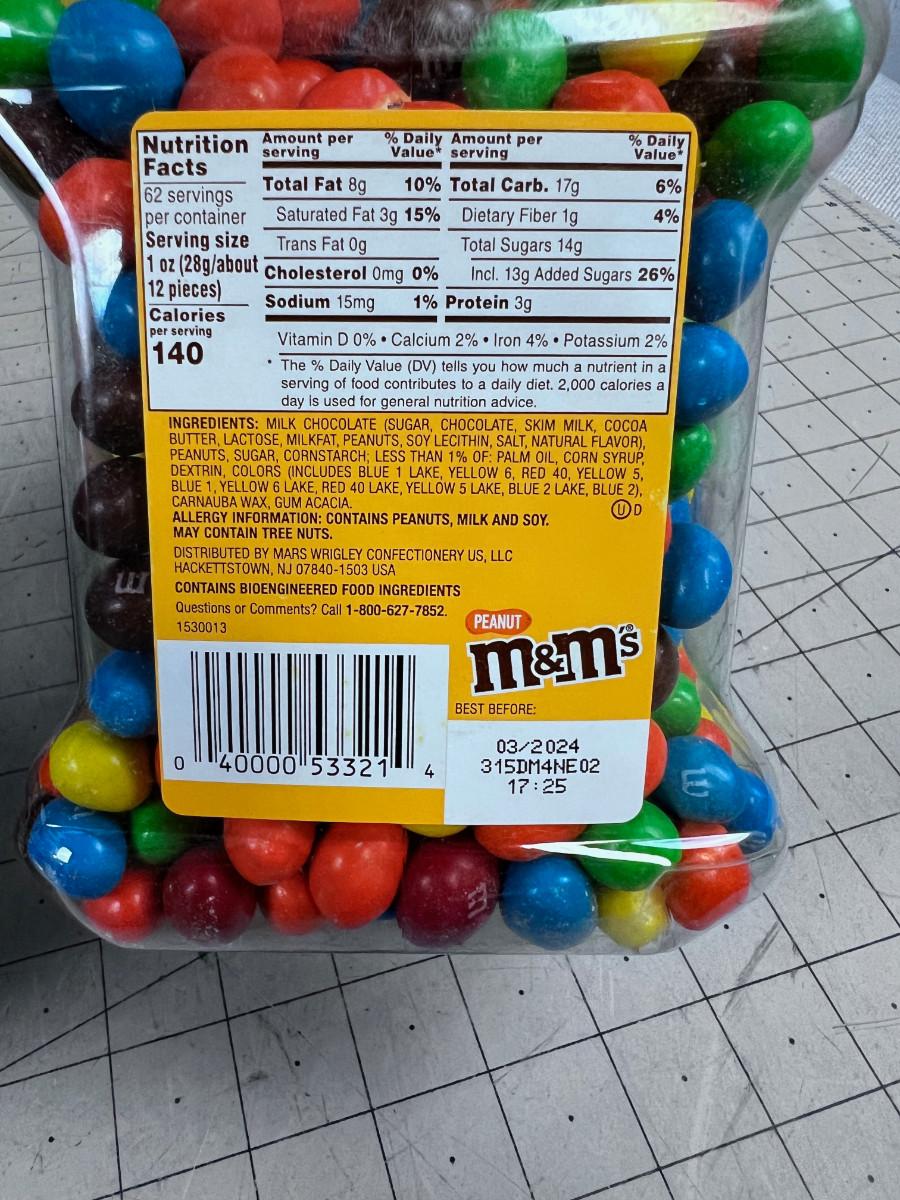 Nutrition
Facts
62 servings
per container
Serving size
1 oz (28g/about
12 pieces)
Calories
per serving
140
Amount per
serving
% Daily
Value*
Total Fat 8g 10%
Saturated Fat 3g 15%
Trans Fat 0g
Cholesterol 0mg 0%
Sodium 15mg 1%
Amount per
serving
% Daily
Value*
Total Carb. 17g 6%
Dietary Fiber 1g 4%
Total Sugars 14g
Incl. 13g Added Sugars 26%
Protein 3g
Vitamin D 0% • Calcium 2% • Iron 4% • Potassium 2%
* The % Daily Value (DV) tells you how much a nutrient in a
serving of food contributes to a daily diet. 2,000 calories a
day is used for general nutrition advice.
INGREDIENTS: MILK CHOCOLATE (SUGAR, CHOCOLATE, SKIM MILK, COCOA
BUTTER, LACTOSE, MILKFAT, PEANUTS, SOY LECITHIN, SALT, NATURAL FLAVOR),
PEANUTS, SUGAR, CORNSTARCH; LESS THAN 1% OF: PALM OIL, CORN SYRUP,
DEXTRIN, COLORS (INCLUDES BLUE 1 LAKE, YELLOW 6, RED 40, YELLOW 5,
BLUE 1, YELLOW 6 LAKE, RED 40 LAKE, YELLOW 5 LAKE, BLUE 2 LAKE, BLUE 2),
CARNAUBA WAX, GUM ACACIA.
Ⓤ D
ALLERGY INFORMATION: CONTAINS PEANUTS, MILK AND SOY.
MAY CONTAIN TREE NUTS.
DISTRIBUTED BY MARS WRIGLEY CONFECTIONERY US, LLC
HACKETTSTOWN, NJ 07840-1503 USA
CONTAINS BIOENGINEERED FOOD INGREDIENTS
Questions or Comments? Call 1-800-627-7852.
1530013
PEANUT
m&m's®
BEST BEFORE:
03/2024
315DM4NE02
17:25
0 40000 53321 4
m
m
m